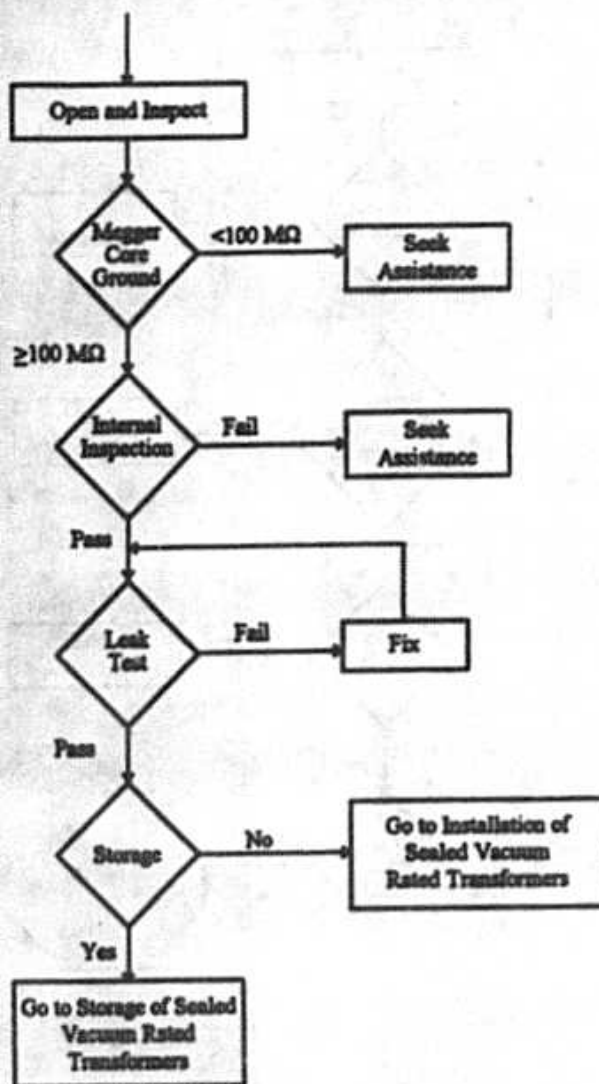 Open and Inspect
Megger
Core
Ground
<100 MΩ
Seek
Assistance
≥100 MΩ
Internal
Inspection
Fail
Seek
Assistance
Pass
Leak
Test
Fail
Fix
Pass
Storage
No
Go to Installation of
Sealed Vacuum
Rated Transformers
Yes
Go to Storage of Sealed
Vacuum Rated
Transformers